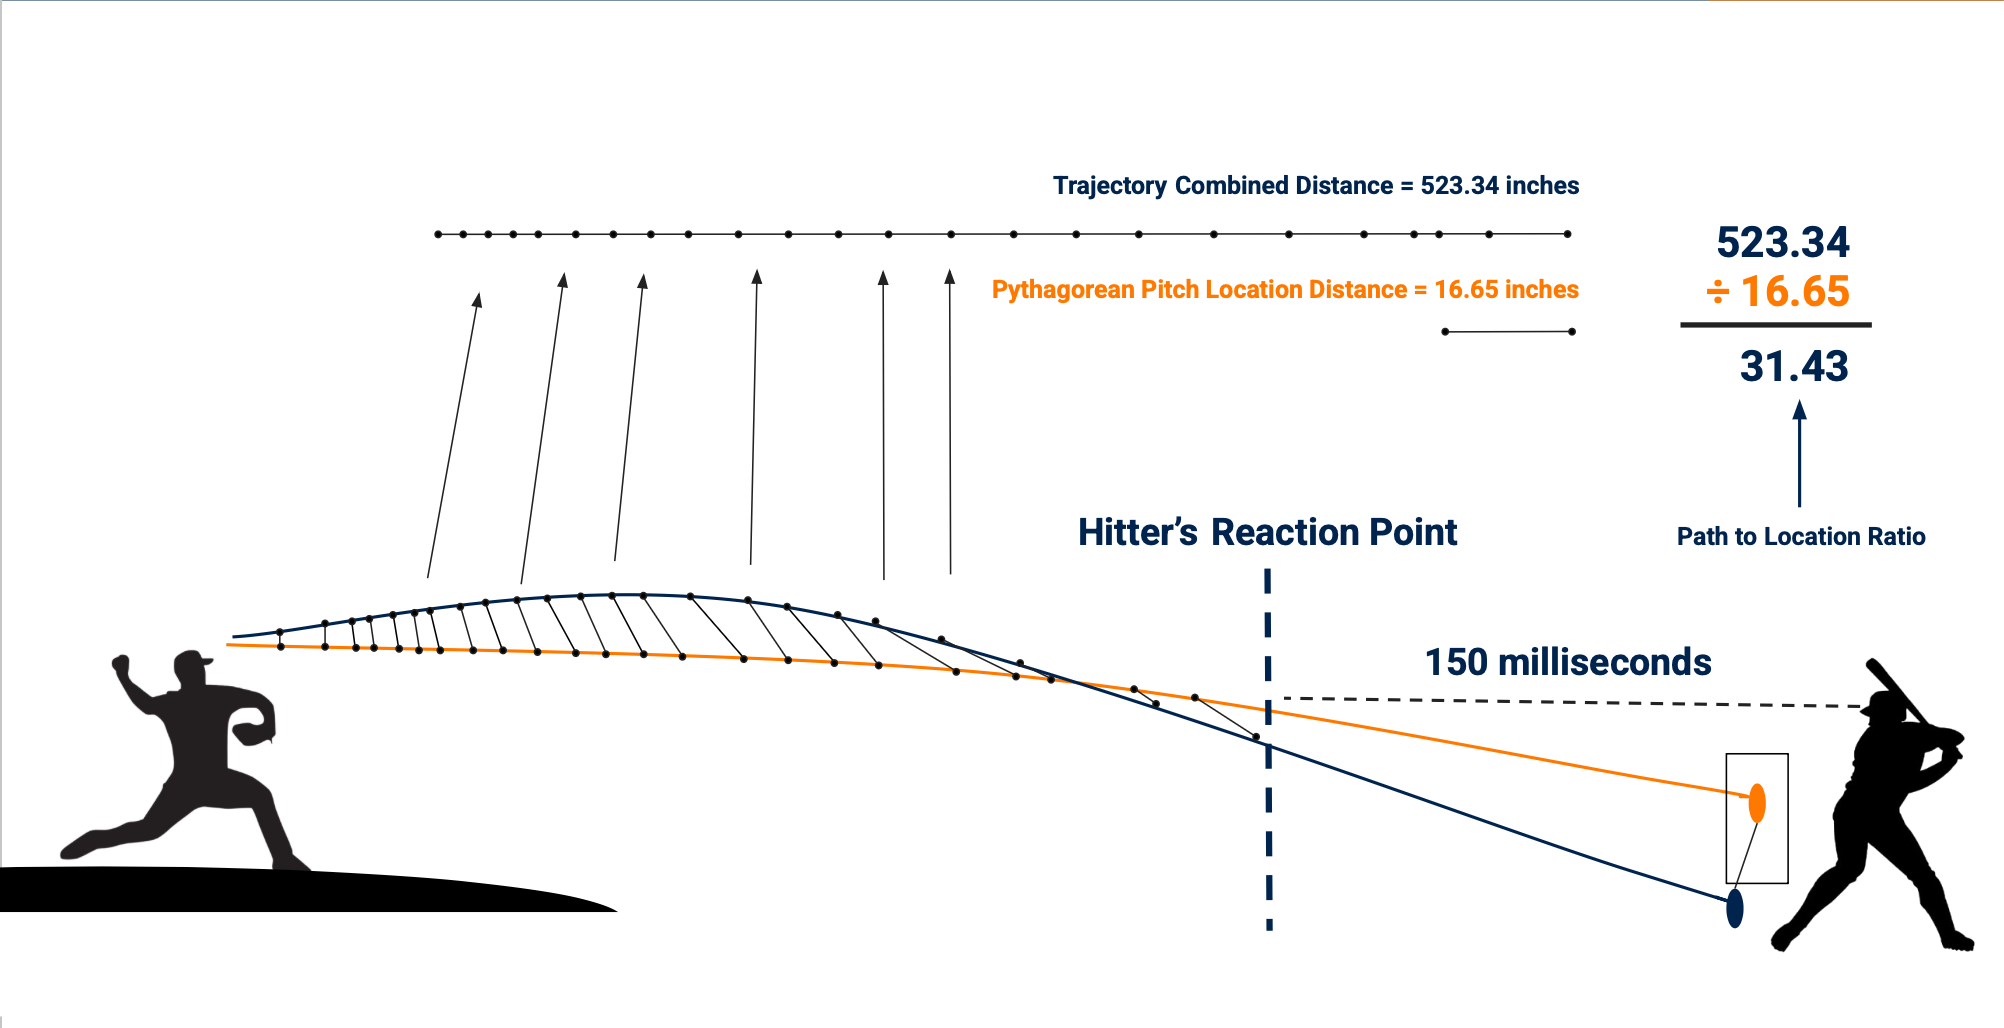 Trajectory Combined Distance = 523.34 inches
523.34
Pythagorean Pitch Location Distance = 16.65 inches
÷ 16.65
31.43
Hitter’s Reaction Point
Path to Location Ratio
150 milliseconds